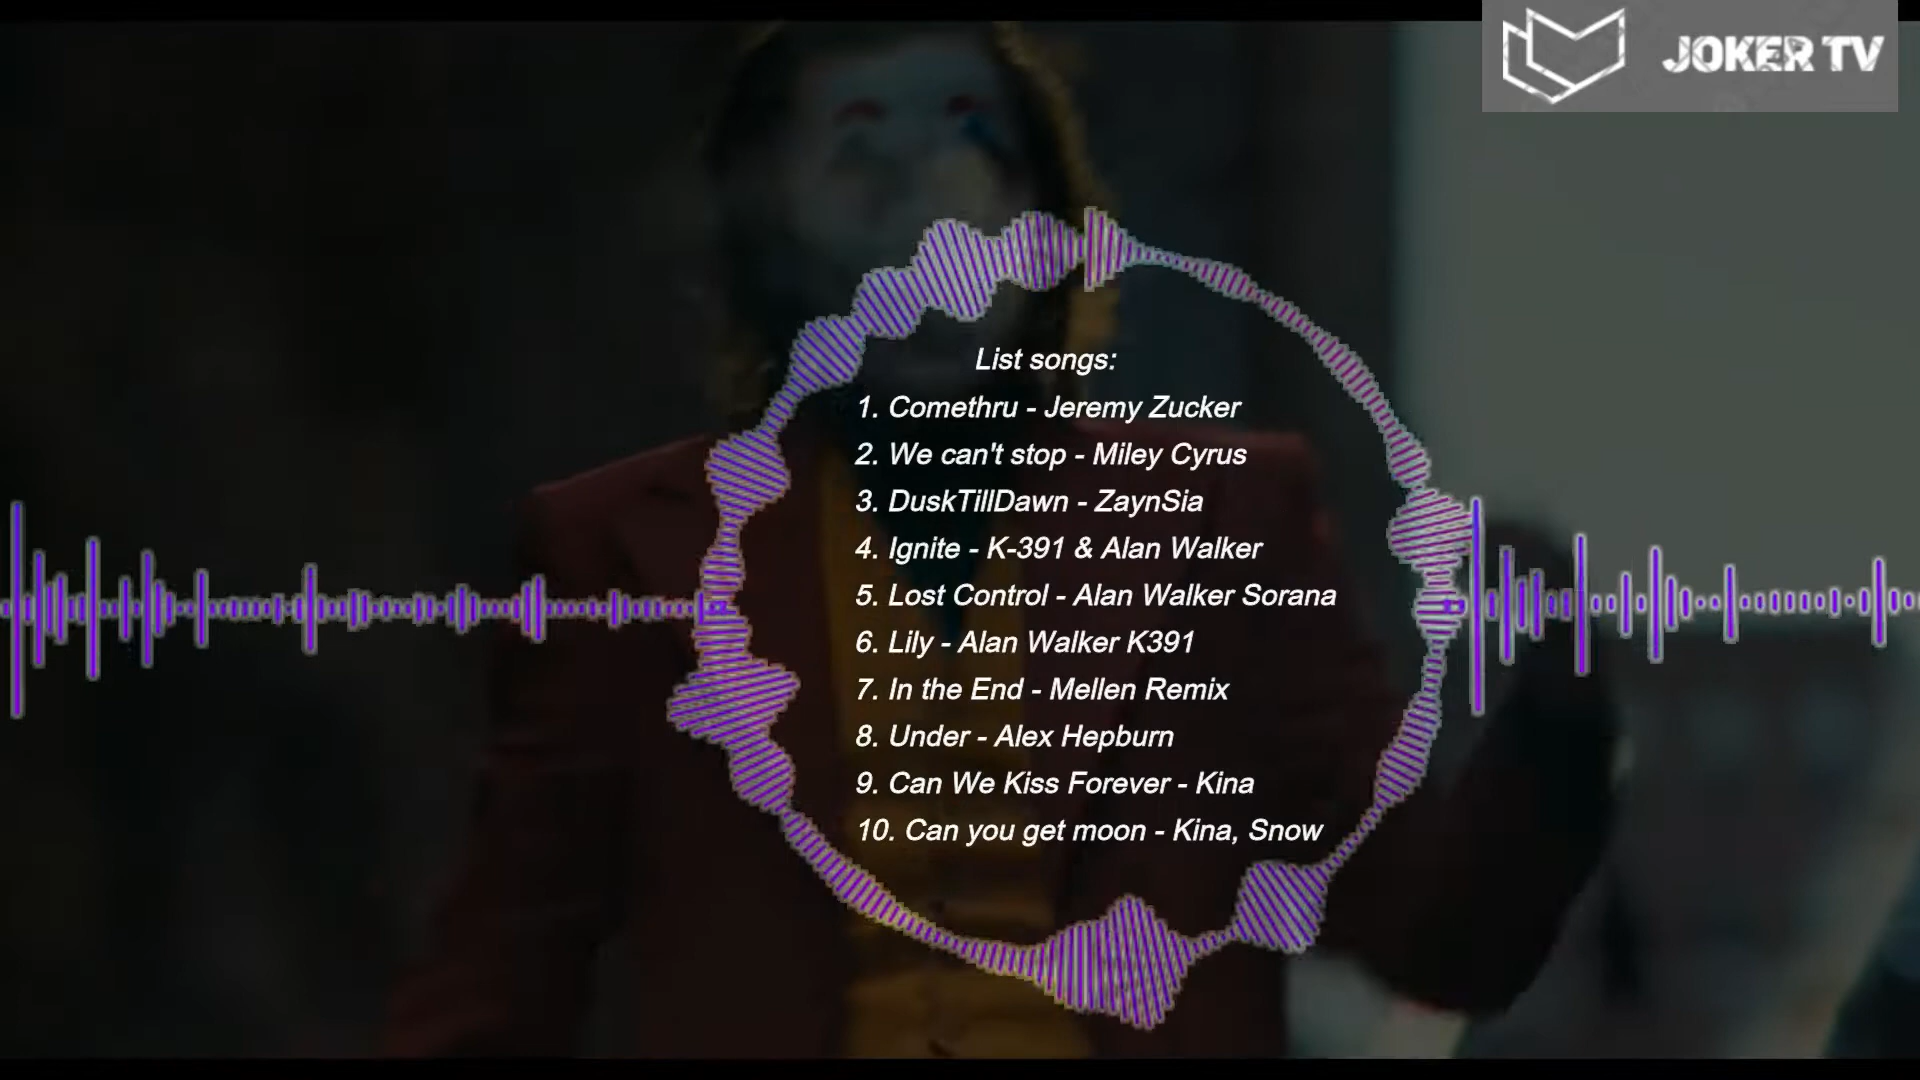 JOKER TV
List songs:
1. Comethru - Jeremy Zucker
2. We can't stop - Miley Cyrus
3. DuskTillDawn - ZaynSia
4. Ignite - K-391 & Alan Walker
5. Lost Control - Alan Walker Sorana
6. Lily - Alan Walker K391
7. In the End - Mellen Remix
8. Under - Alex Hepburn
9. Can We Kiss Forever - Kina
10. Can you get moon - Kina, Snow